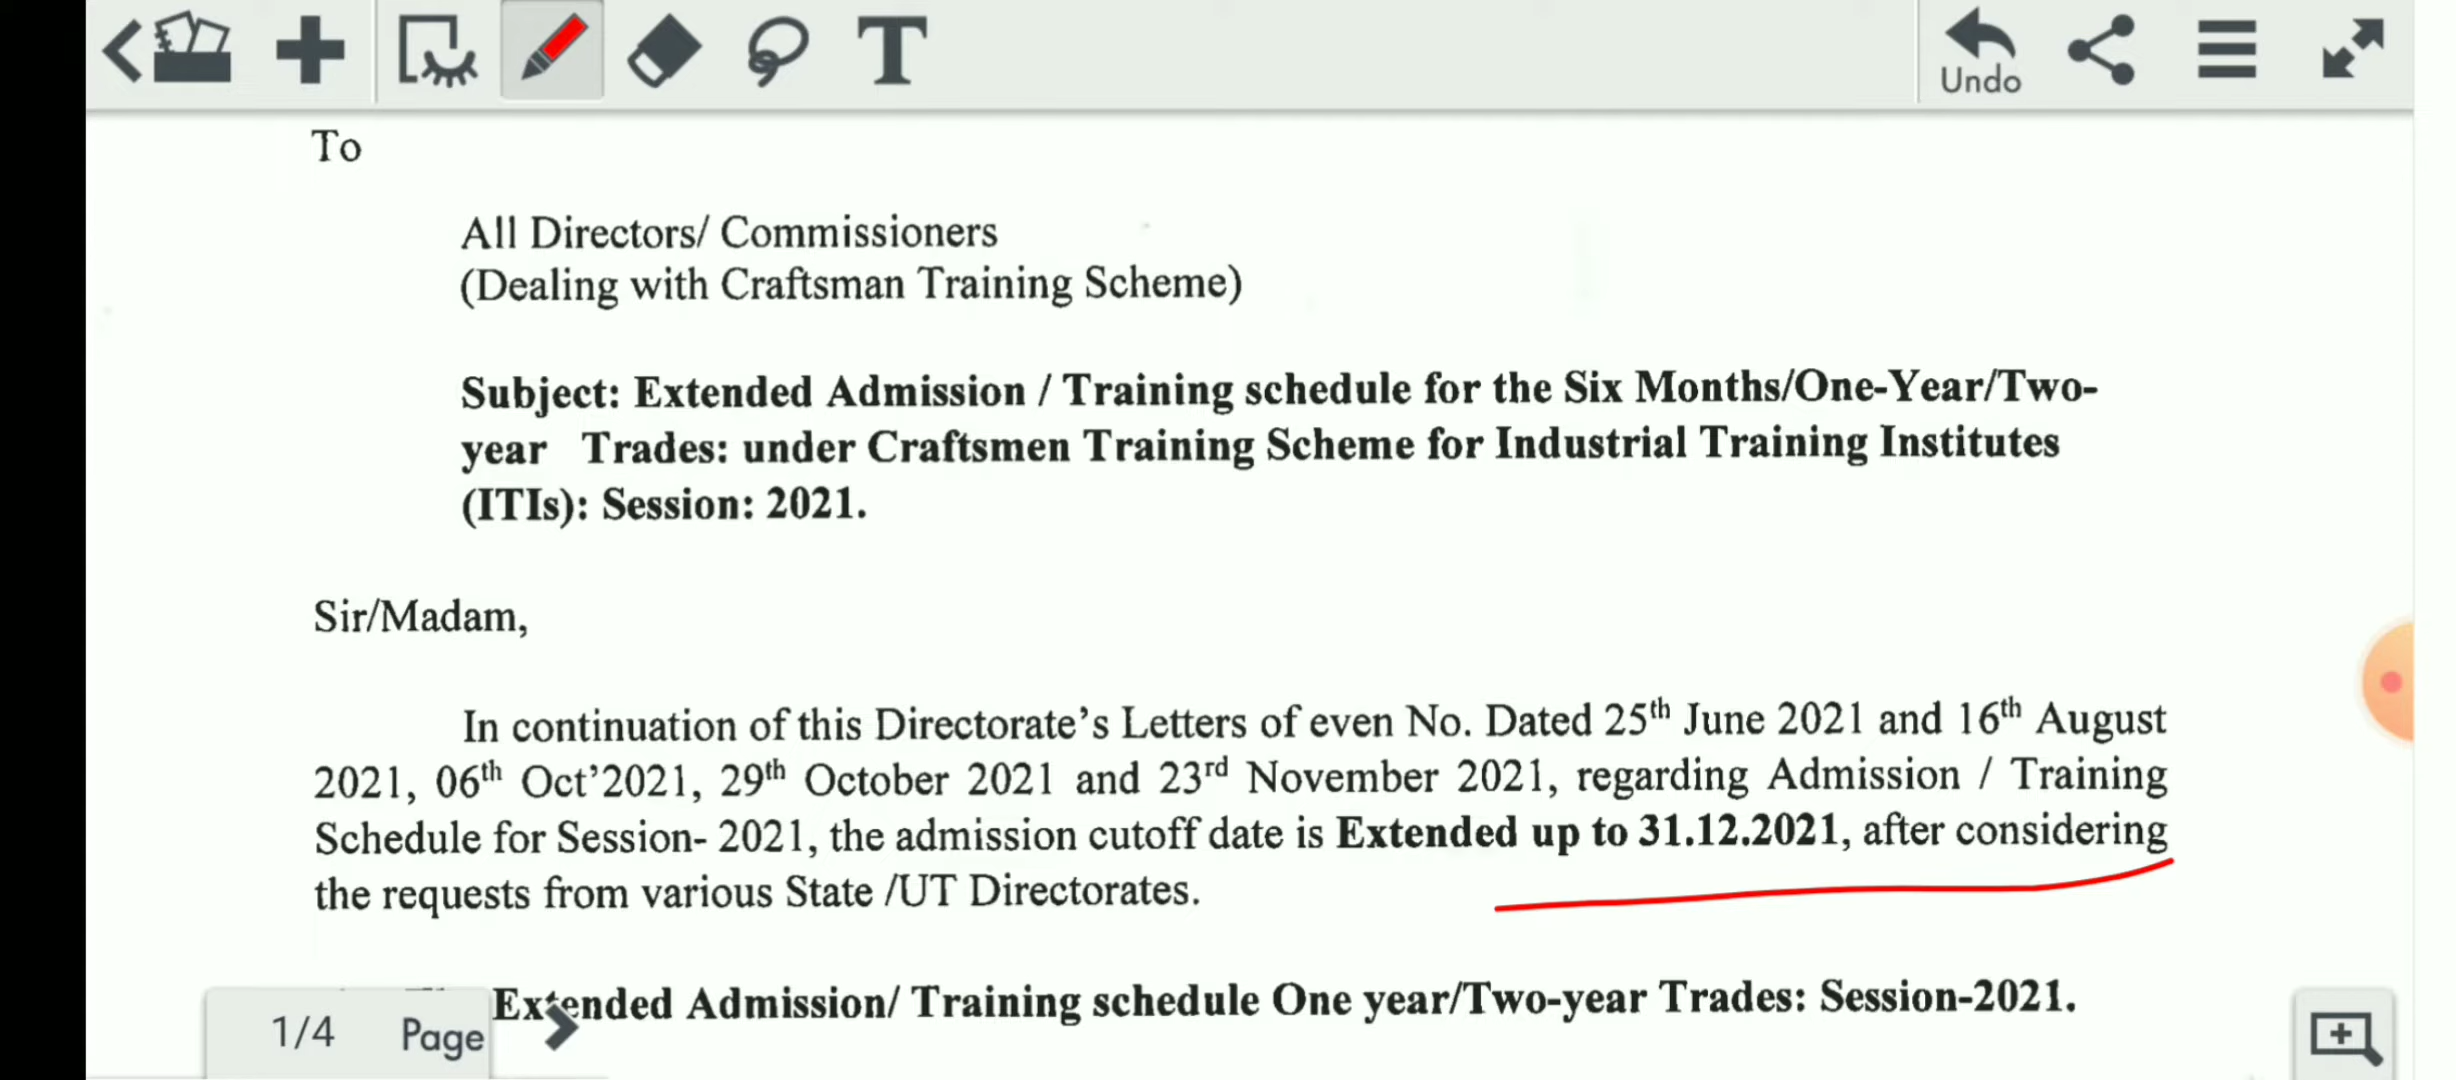 Undo
To
All Directors/ Commissioners
(Dealing with Craftsman Training Scheme)
Subject: Extended Admission / Training schedule for the Six Months/One-Year/Two-
year Trades: under Craftsmen Training Scheme for Industrial Training Institutes
(ITIs): Session: 2021.
Sir/Madam,
In continuation of this Directorate's Letters of even No. Dated 25th June 2021 and 16th August
2021, 06th Oct'2021, 29th October 2021 and 23rd November 2021, regarding Admission / Training
Schedule for Session- 2021, the admission cutoff date is Extended up to 31.12.2021, after considering
the requests from various State /UT Directorates.
Extended Admission/ Training schedule One year/Two-year Trades: Session-2021.
1/4 Page